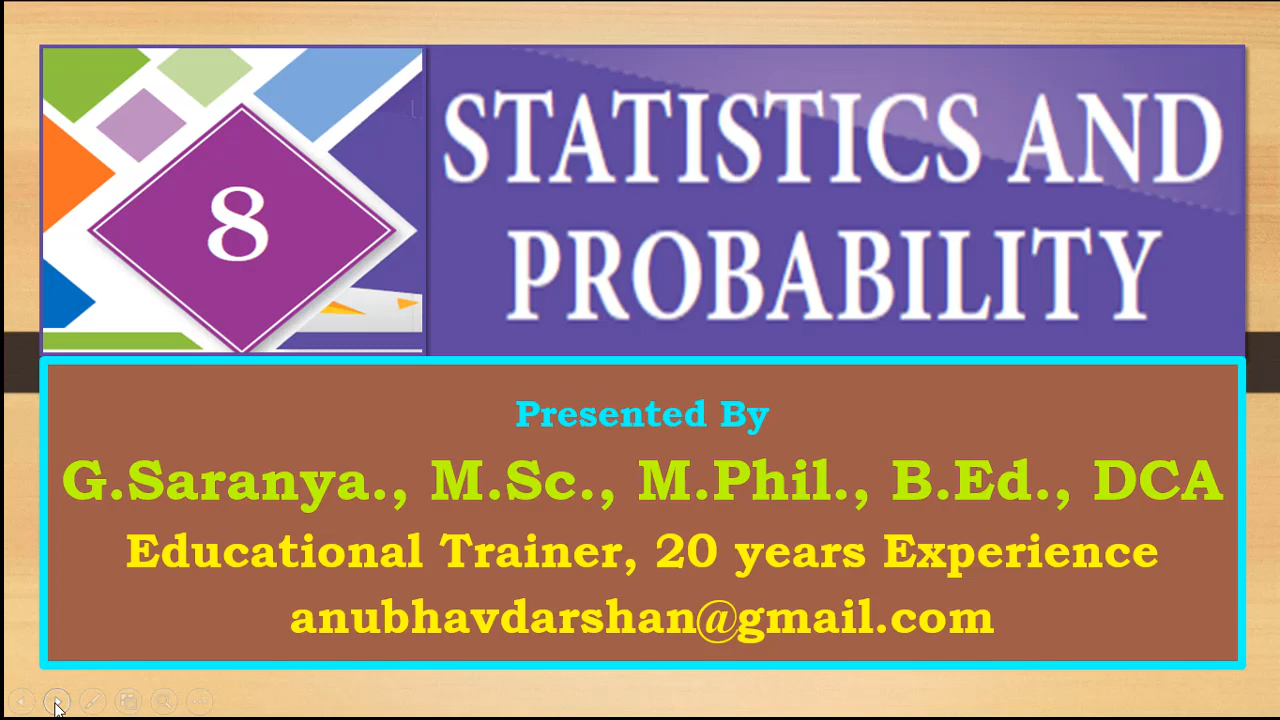 8
STATISTICS AND
PROBABILITY
Presented By
G.Saranya., M.Sc., M.Phil., B.Ed., DCA
Educational Trainer, 20 years Experience
anubhavdarshan@gmail.com